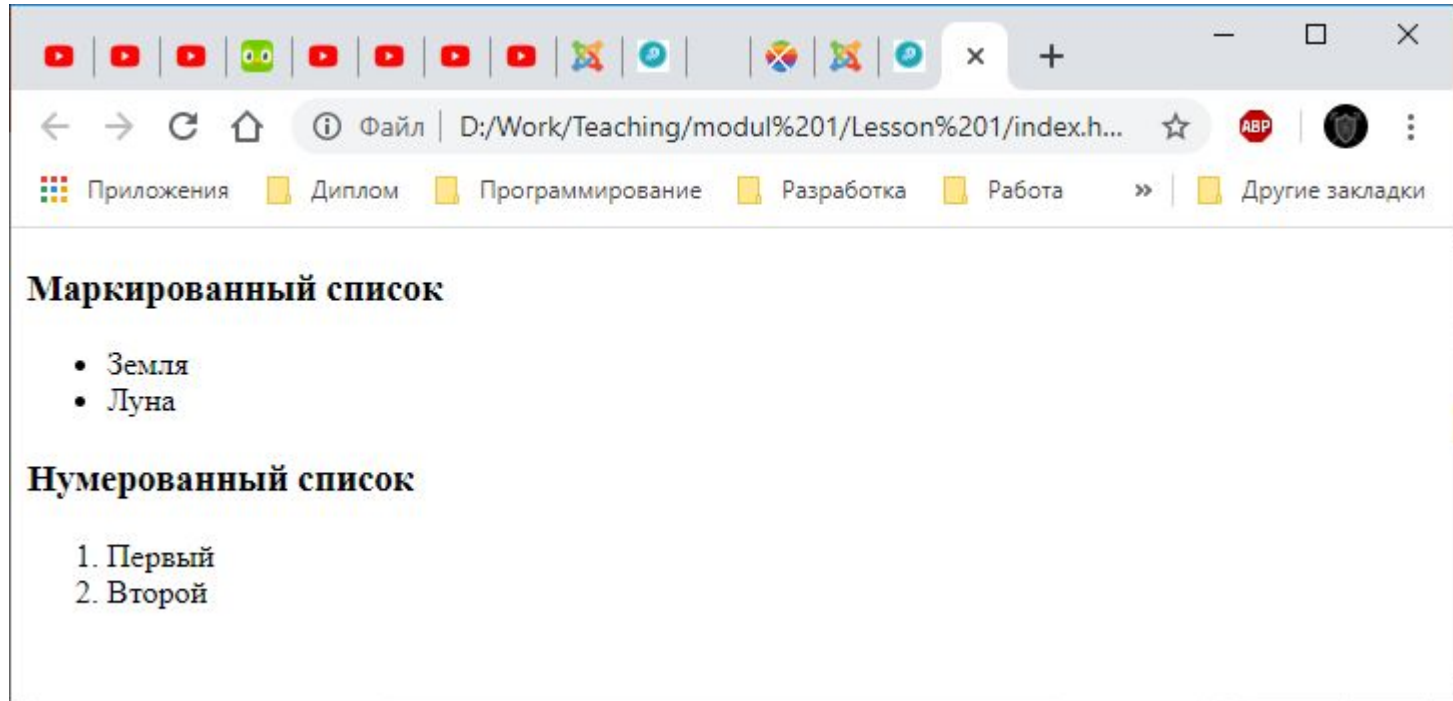 Файл | D:/Work/Teaching/modul%201/Lesson%201/index.h...
ABP
Приложения Диплом Программирование Разработка Работа » Другие закладки
Маркированный список
• Земля
• Луна
Нумерованный список
1. Первый
2. Второй